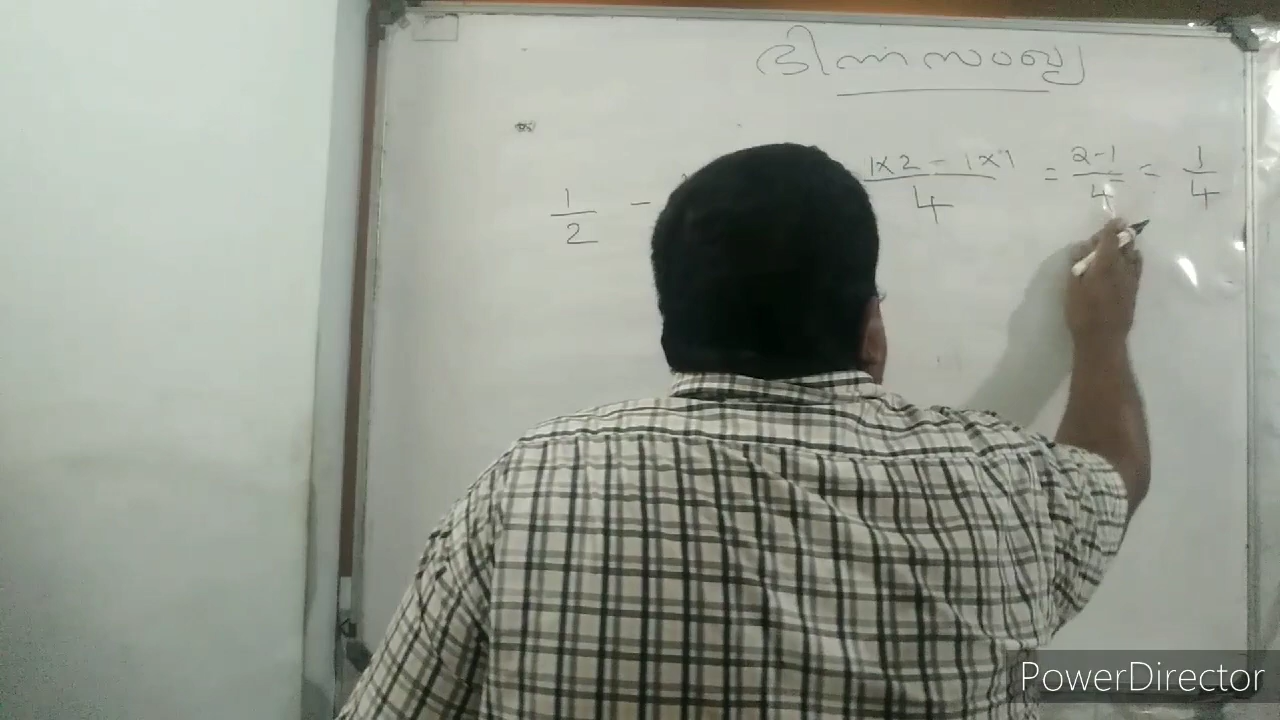 ഭിന്നസംഖ്യ
1/2 - (1×2 - 1×1)/4 = (2-1)/4 = 1/4
PowerDirector